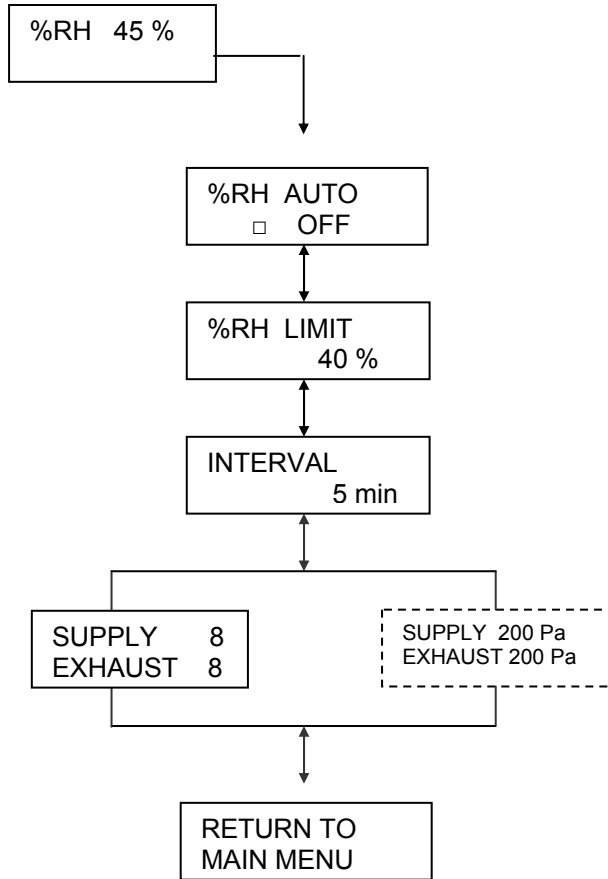 %RH 45 %
%RH AUTO
□ OFF
%RH LIMIT
40 %
INTERVAL
5 min
SUPPLY 8
EXHAUST 8
SUPPLY 200 Pa
EXHAUST 200 Pa
RETURN TO
MAIN MENU